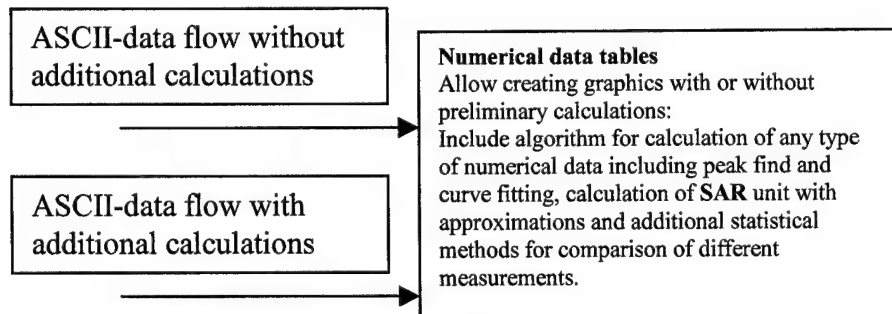 ASCII-data flow without
additional calculations
ASCII-data flow with
additional calculations
Numerical data tables
Allow creating graphics with or without
preliminary calculations:
Include algorithm for calculation of any type
of numerical data including peak find and
curve fitting, calculation of SAR unit with
approximations and additional statistical
methods for comparison of different
measurements.